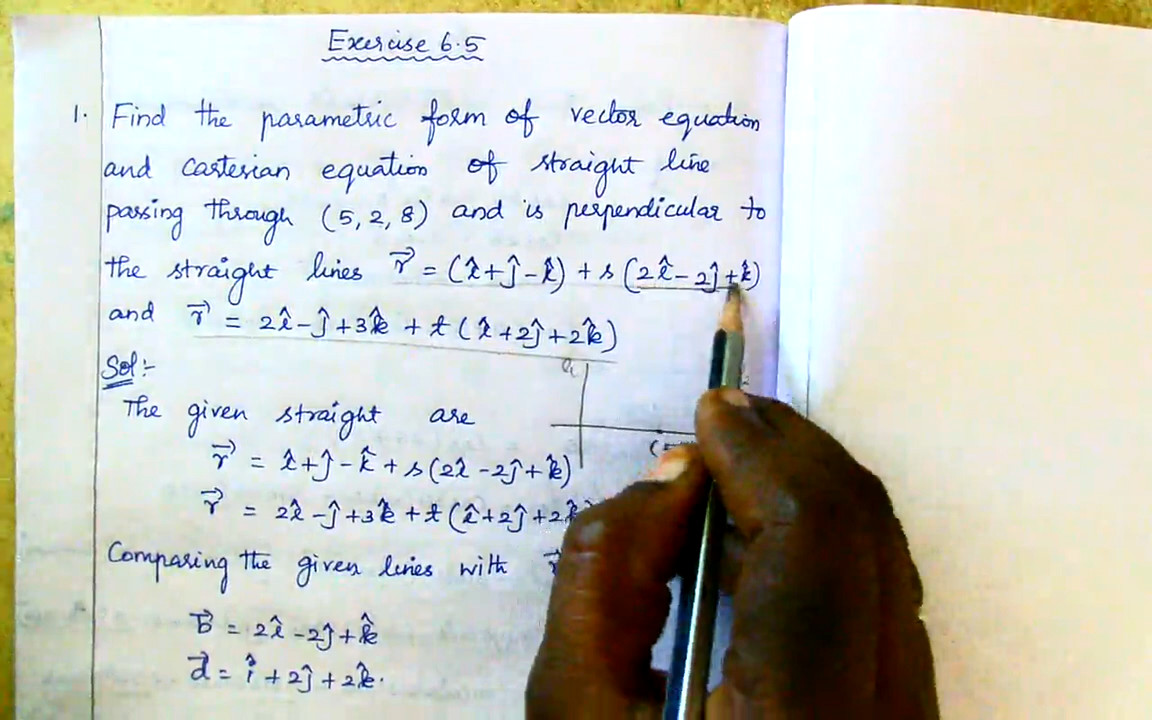 Exercise 6.5
1. Find the parametric form of vector equation
and cartesian equation of straight line
passing through (5, 2, 8) and is perpendicular to
the straight lines r⃗ = (î+ĵ-k̂) + s(2î-2ĵ+k̂)
and r⃗ = 2î-ĵ+3k̂ + t(î+2ĵ+2k̂)
Sol:-
The given straight are
r⃗ = î+ĵ-k̂+s(2î-2ĵ+k̂)
r⃗ = 2î-ĵ+3k̂+t(î+2ĵ+2k̂
Comparing the given lines with r⃗
b⃗ = 2î-2ĵ+k̂
d⃗ = î+2ĵ+2k̂.